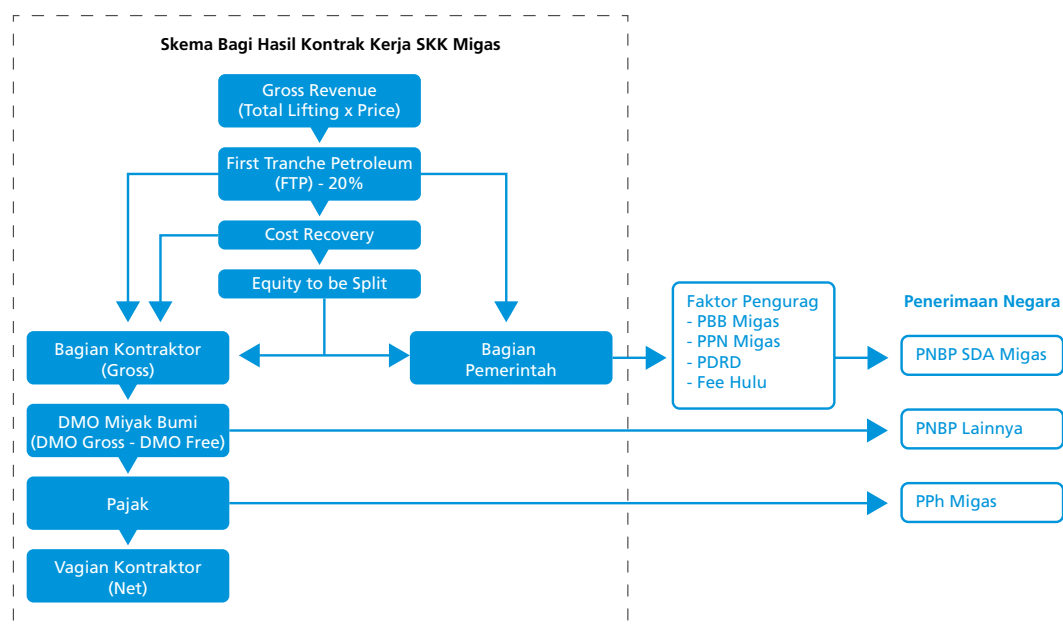 Skema Bagi Hasil Kontrak Kerja SKK Migas
Gross Revenue
(Total Lifting x Price)
First Tranche Petroleum
(FTP) - 20%
Cost Recovery
Equity to be Split
Bagian Kontraktor
(Gross)
Bagian
Pemerintah
Faktor Pengurag
- PBB Migas
- PPN Migas
- PDRD
- Fee Hulu
Penerimaan Negara
PNBP SDA Migas
DMO Miyak Bumi
(DMO Gross - DMO Free)
PNBP Lainnya
Pajak
PPh Migas
Vagian Kontraktor
(Net)